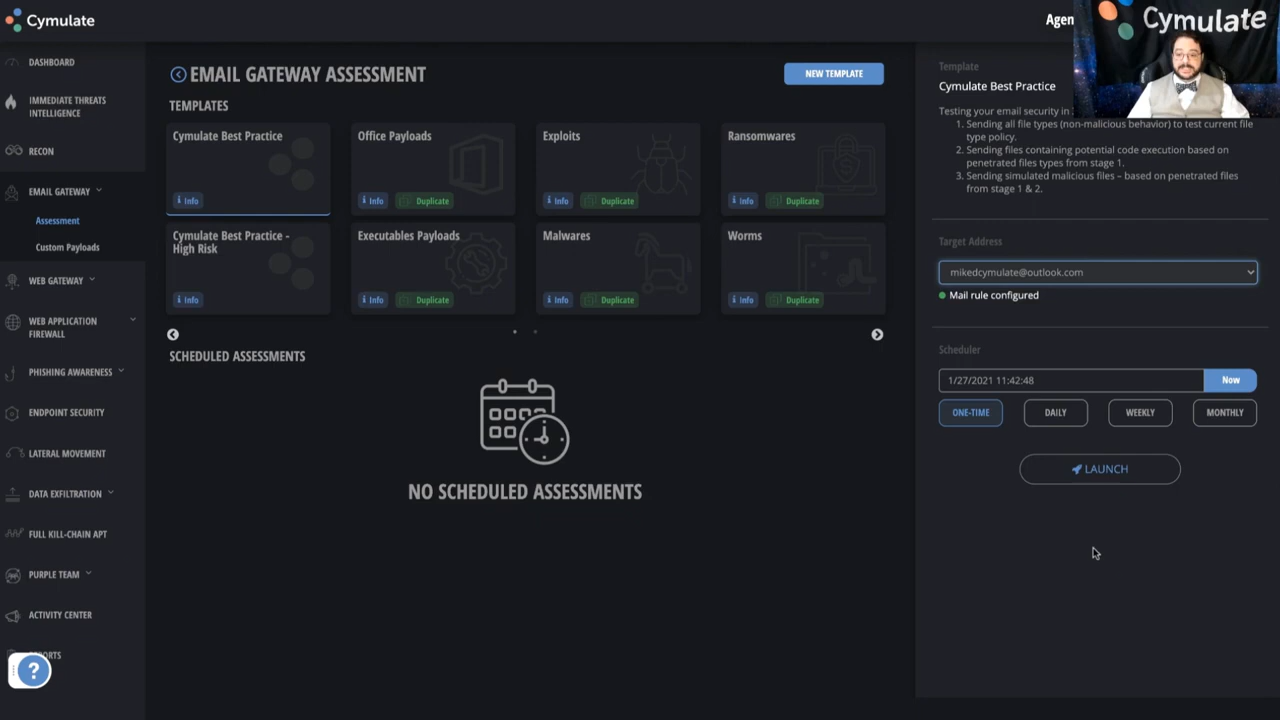 Cymulate
Agen
Cymulate
DASHBOARD
IMMEDIATE THREATS
INTELLIGENCE
RECON
EMAIL GATEWAY
Assessment
Custom Payloads
WEB GATEWAY
WEB APPLICATION
FIREWALL
PHISHING AWARENESS
ENDPOINT SECURITY
LATERAL MOVEMENT
DATA EXFILTRATION
FULL KILL-CHAIN APT
PURPLE TEAM
ACTIVITY CENTER
ORTS
?
EMAIL GATEWAY ASSESSMENT
NEW TEMPLATE
TEMPLATES
Cymulate Best Practice
i Info
Office Payloads
i Info Duplicate
Exploits
i Info Duplicate
Ransomwares
i Info Duplicate
Cymulate Best Practice -
High Risk
i Info
Executables Payloads
i Info Duplicate
Malwares
i Info Duplicate
Worms
i Info Duplicate
SCHEDULED ASSESSMENTS
NO SCHEDULED ASSESSMENTS
Template
Cymulate Best Practice
Testing your email security in
1. Sending all file types (non-malicious behavior) to test current file
type policy.
2. Sending files containing potential code execution based on
penetrated files types from stage 1.
3. Sending simulated malicious files – based on penetrated files
from stage 1 & 2.
Target Address
mikedcymulate@outlook.com
Mail rule configured
Scheduler
1/27/2021 11:42:48
Now
ONE-TIME
DAILY
WEEKLY
MONTHLY
LAUNCH